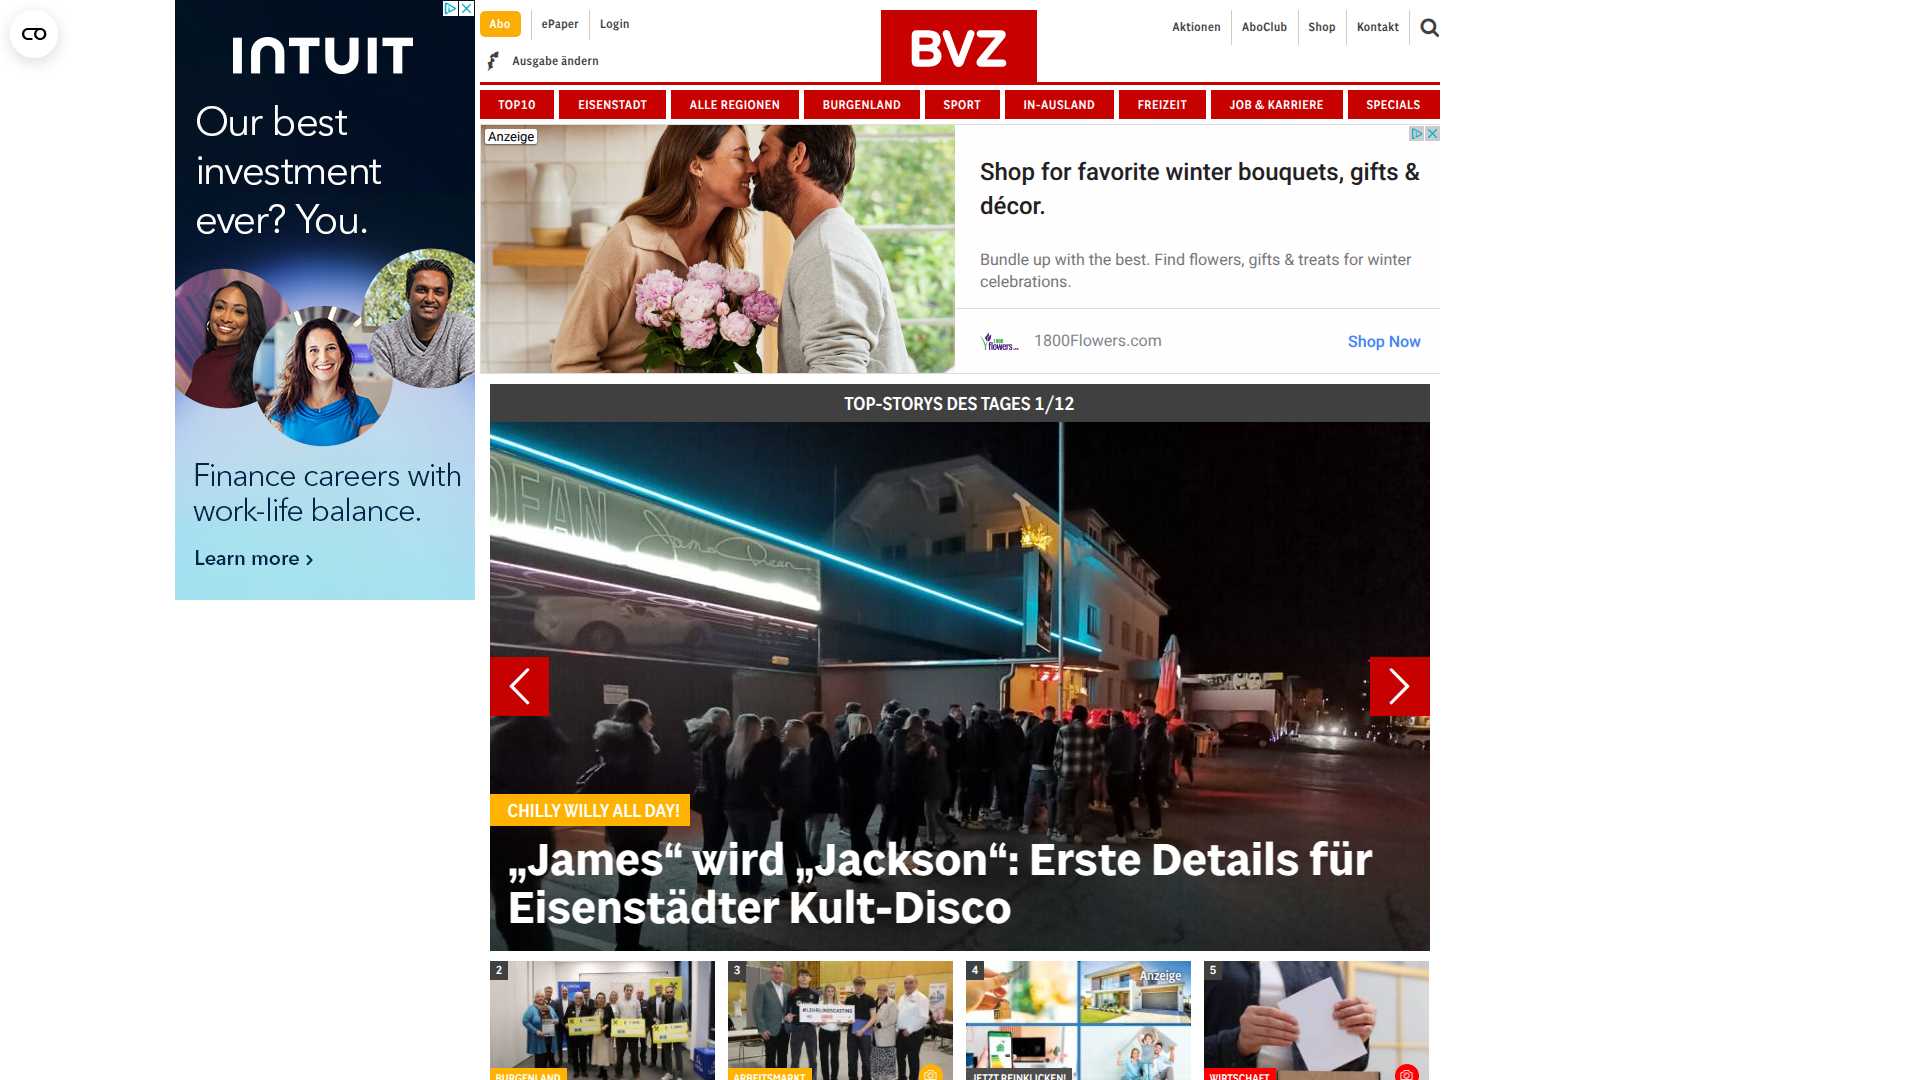 INTUIT
Our best
investment
ever? You.
Finance careers with
work-life balance.
Learn more ›
Abo
ePaper
Login
Ausgabe ändern
BVZ
Aktionen
AboClub
Shop
Kontakt
TOP10
EISENSTADT
ALLE REGIONEN
BURGENLAND
SPORT
IN-AUSLAND
FREIZEIT
JOB & KARRIERE
SPECIALS
Anzeige
Shop for favorite winter bouquets, gifts &
décor.
Bundle up with the best. Find flowers, gifts & treats for winter
celebrations.
1800Flowers.com
Shop Now
TOP-STORYS DES TAGES 1/12
DEAN
James Dean
CHILLY WILLY ALL DAY!
„James“ wird „Jackson“: Erste Details für
Eisenstädter Kult-Disco
2
BURGENLAND
3
#LEHRLINGSCASTING
ARBEITSMARKT
4
Anzeige
JETZT REINKLICKEN!
5
WIRTSCHAFT